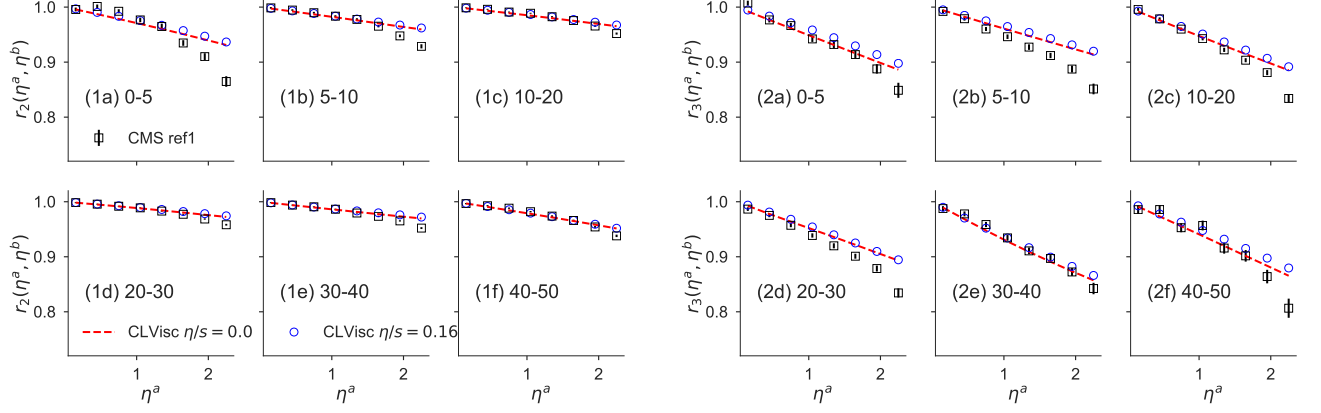 1.0
0.9
0.8
r₂(ηᵃ, ηᵇ)
(1a) 0-5
CMS ref1
(1b) 5-10
(1c) 10-20
1.0
0.9
0.8
r₃(ηᵃ, ηᵇ)
(2a) 0-5
(2b) 5-10
(2c) 10-20
1.0
0.9
0.8
r₂(ηᵃ, ηᵇ)
(1d) 20-30
CLVisc η/s = 0.0
(1e) 30-40
CLVisc η/s = 0.16
(1f) 40-50
1 2
ηᵃ
1 2
ηᵃ
1 2
ηᵃ
1.0
0.9
0.8
r₃(ηᵃ, ηᵇ)
(2d) 20-30
(2e) 30-40
(2f) 40-50
1 2
ηᵃ
1 2
ηᵃ
1 2
ηᵃ